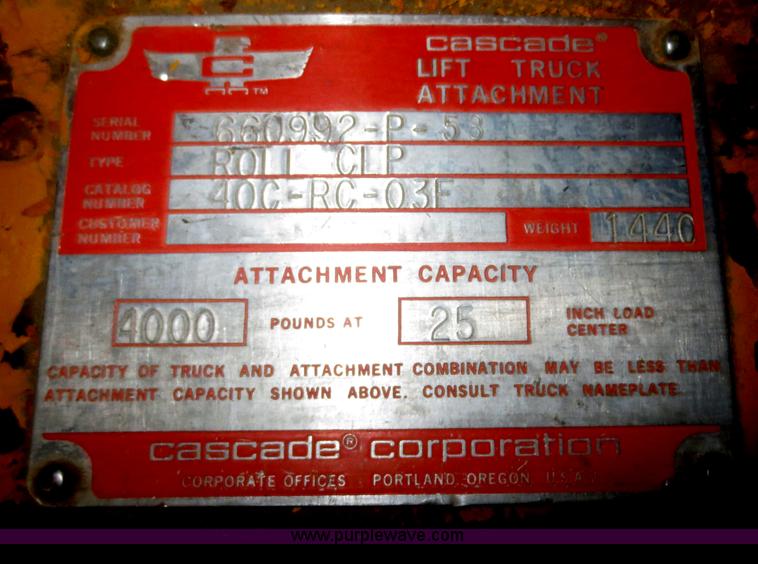 cascade®
LIFT TRUCK
ATTACHMENT
C
TM
SERIAL NUMBER 660992-P-53
TYPE ROLL CLP
CATALOG NUMBER 40C-RC-03F
CUSTOMER NUMBER
WEIGHT 1440
ATTACHMENT CAPACITY
4000 POUNDS AT 25 INCH LOAD CENTER
CAPACITY OF TRUCK AND ATTACHMENT COMBINATION MAY BE LESS THAN
ATTACHMENT CAPACITY SHOWN ABOVE. CONSULT TRUCK NAMEPLATE.
cascade® corporation
CORPORATE OFFICES PORTLAND, OREGON U.S.A.
www.purplewave.com